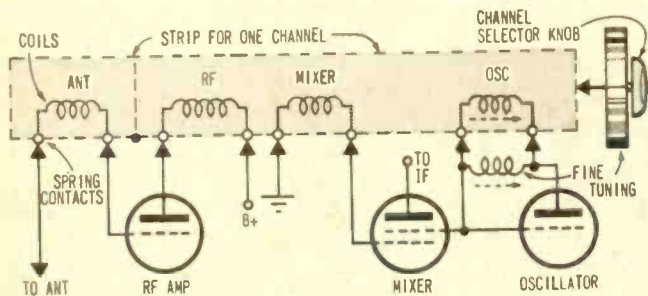 COILS
STRIP FOR ONE CHANNEL
CHANNEL
SELECTOR KNOB
ANT
RF
MIXER
OSC
SPRING
CONTACTS
B+
TO
IF
FINE
TUNING
TO ANT
RF AMP
MIXER
OSCILLATOR